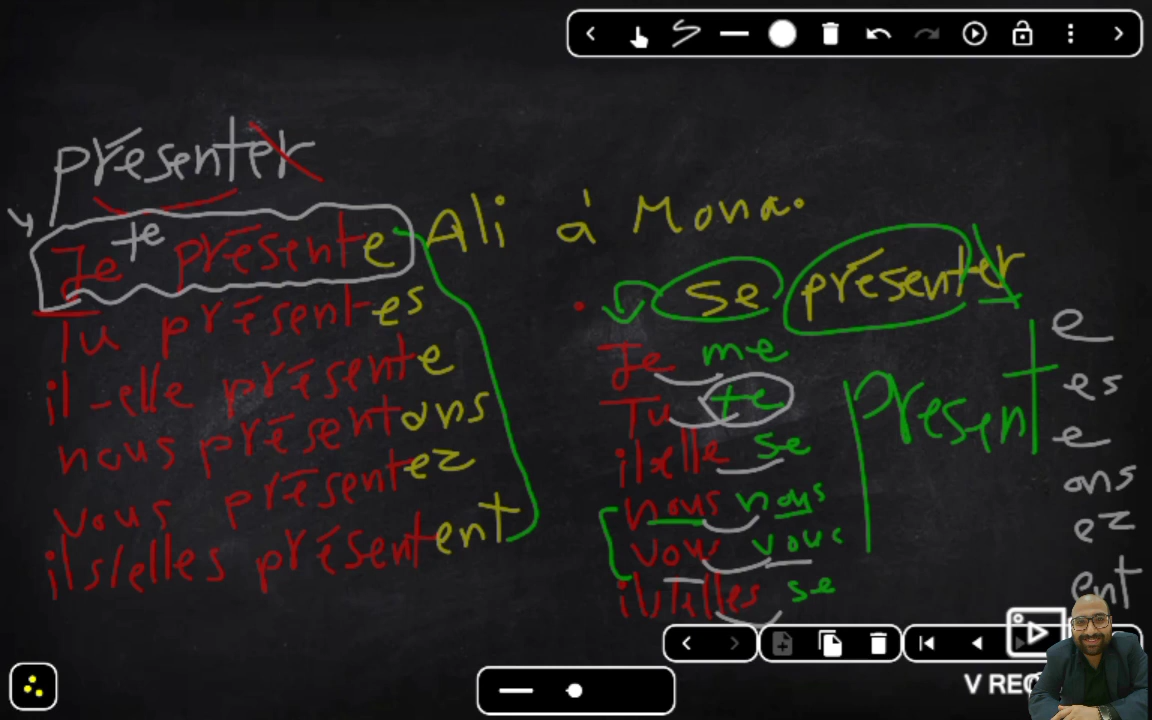 présenter
Je te présente Ali à Mona.
Tu présentes
il-elle présente
nous présentons
vous présentez
ils/elles présentent
se présenter
Je me
Tu te
il elle se
nous nous
vous vous
ils/elles se
présent
e
es
e
ons
ez
ent
V REC